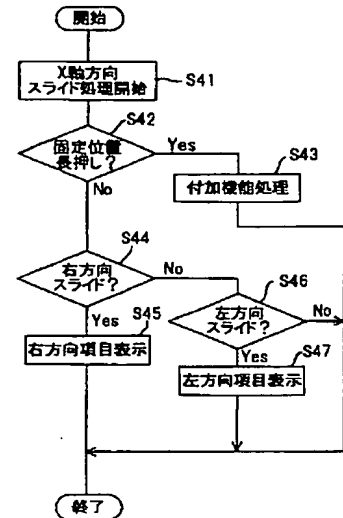 開始
X軸方向
スライド処理開始
S41
S42
固定位置
長押し?
Yes
No
S43
付加機能処理
S44
右方向
スライド?
No
Yes
S45
右方向項目表示
S46
左方向
スライド?
No
Yes
S47
左方向項目表示
終了